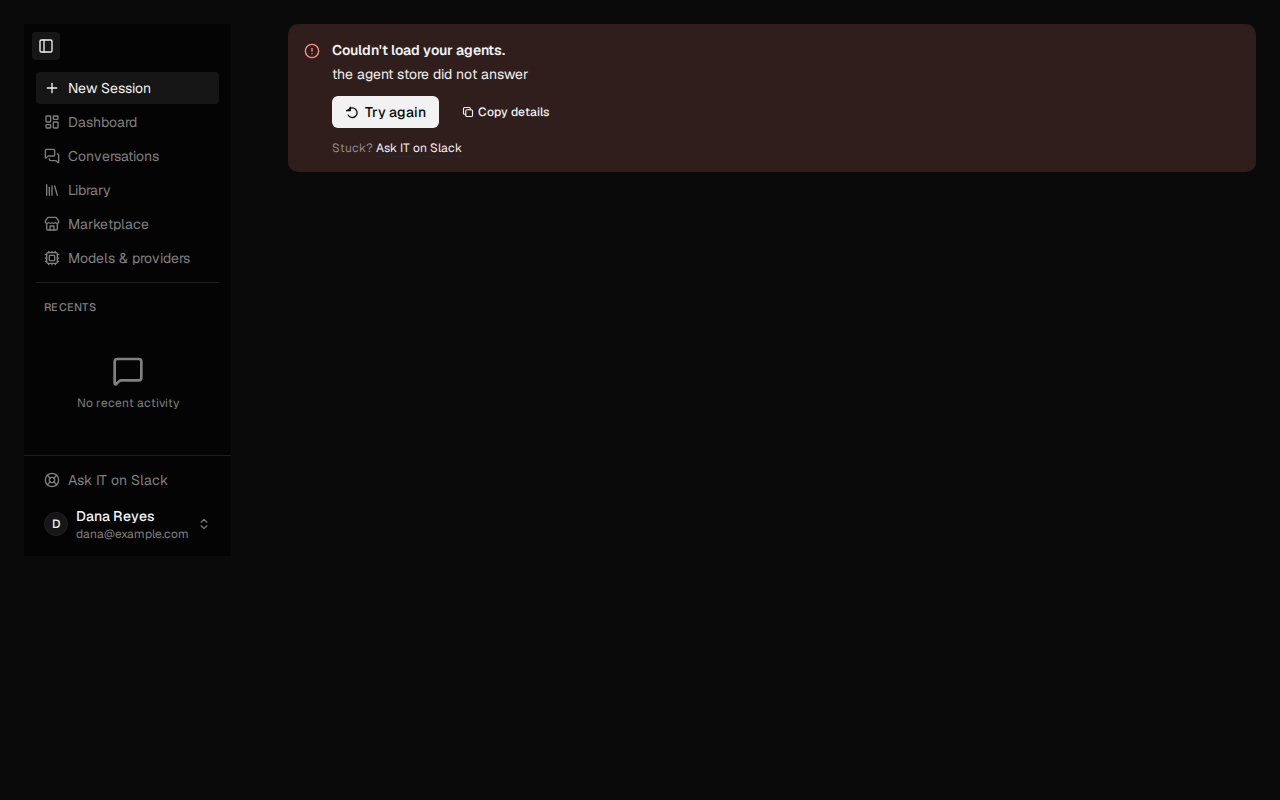 New Session
Dashboard
Conversations
Library
Marketplace
Models & providers
RECENTS
No recent activity
Ask IT on Slack
D
Dana Reyes
dana@example.com
Couldn't load your agents.
the agent store did not answer
Try again
Copy details
Stuck? Ask IT on Slack